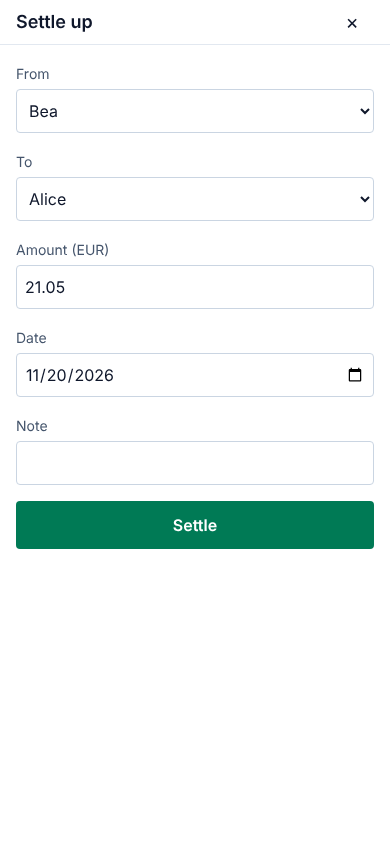 Settle up ×
From
Bea
To
Alice
Amount (EUR)
21.05
Date
11/20/2026
Note
Settle